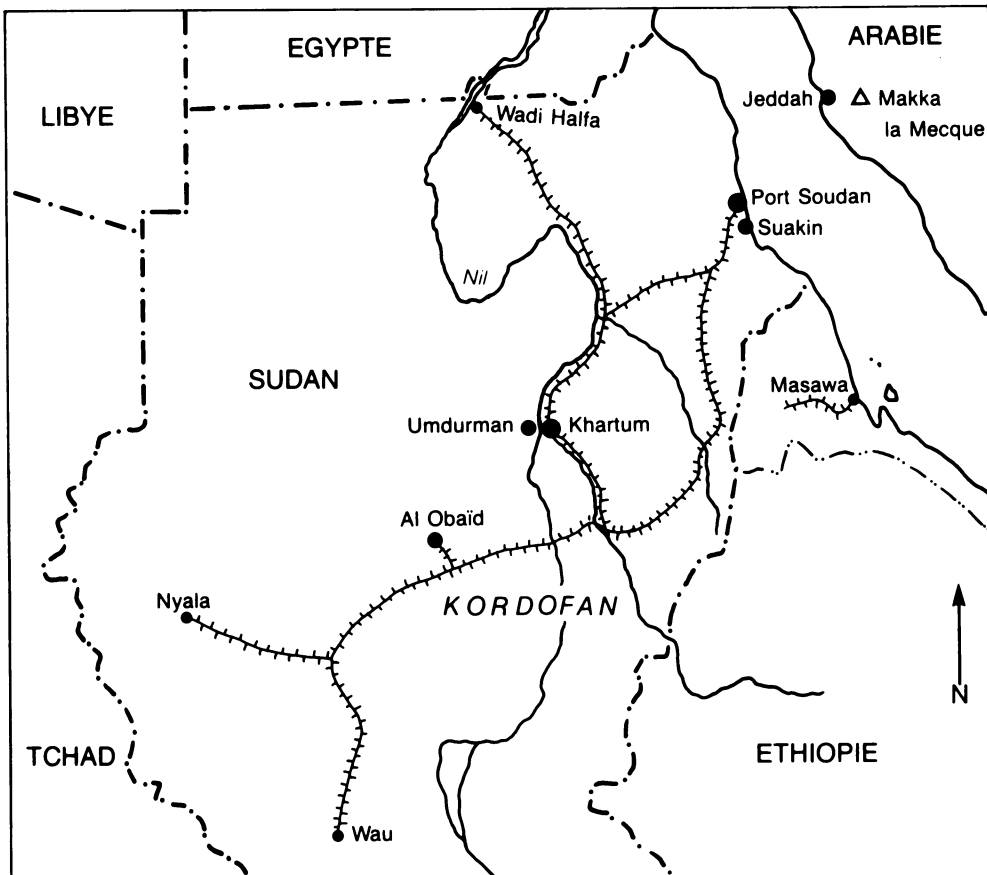 EGYPTE
ARABIE
LIBYE
Jeddah
Makka
la Mecque
Wadi Halfa
Port Soudan
Suakin
Nil
SUDAN
Masawa
Umdurman
Khartum
Al Obaïd
KORDOFAN
Nyala
N
TCHAD
ETHIOPIE
Wau